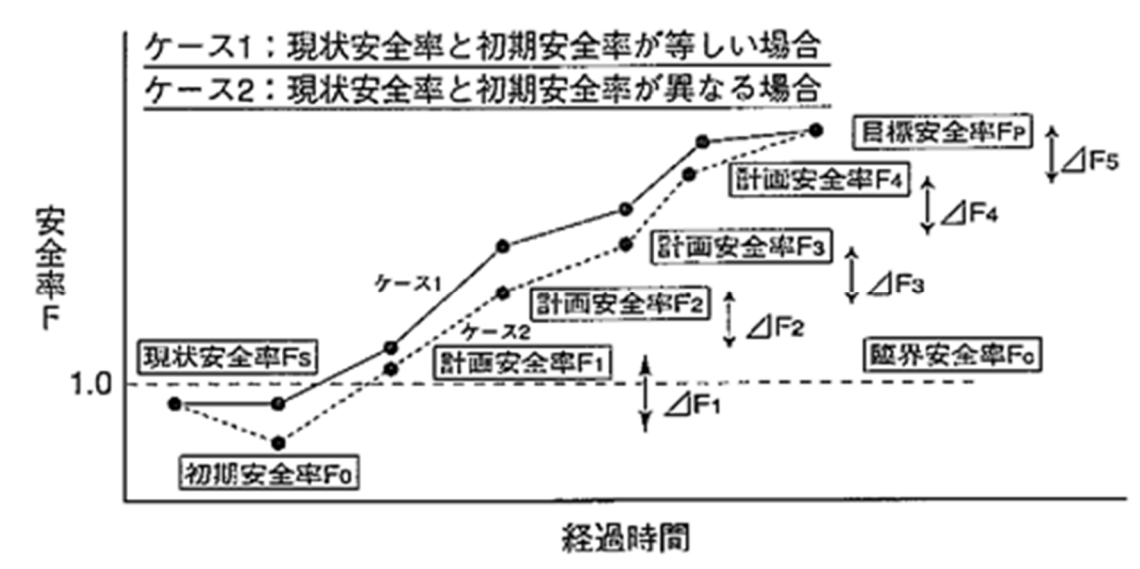 ケース1：現状安全率と初期安全率が等しい場合
ケース2：現状安全率と初期安全率が異なる場合
目標安全率FP
⊿F5
計画安全率F4
⊿F4
計画安全率F3
⊿F3
ケース1
計画安全率F2
⊿F2
ケース2
計画安全率F1
⊿F1
臨界安全率F0
現状安全率FS
1.0
初期安全率F0
安全率F
経過時間